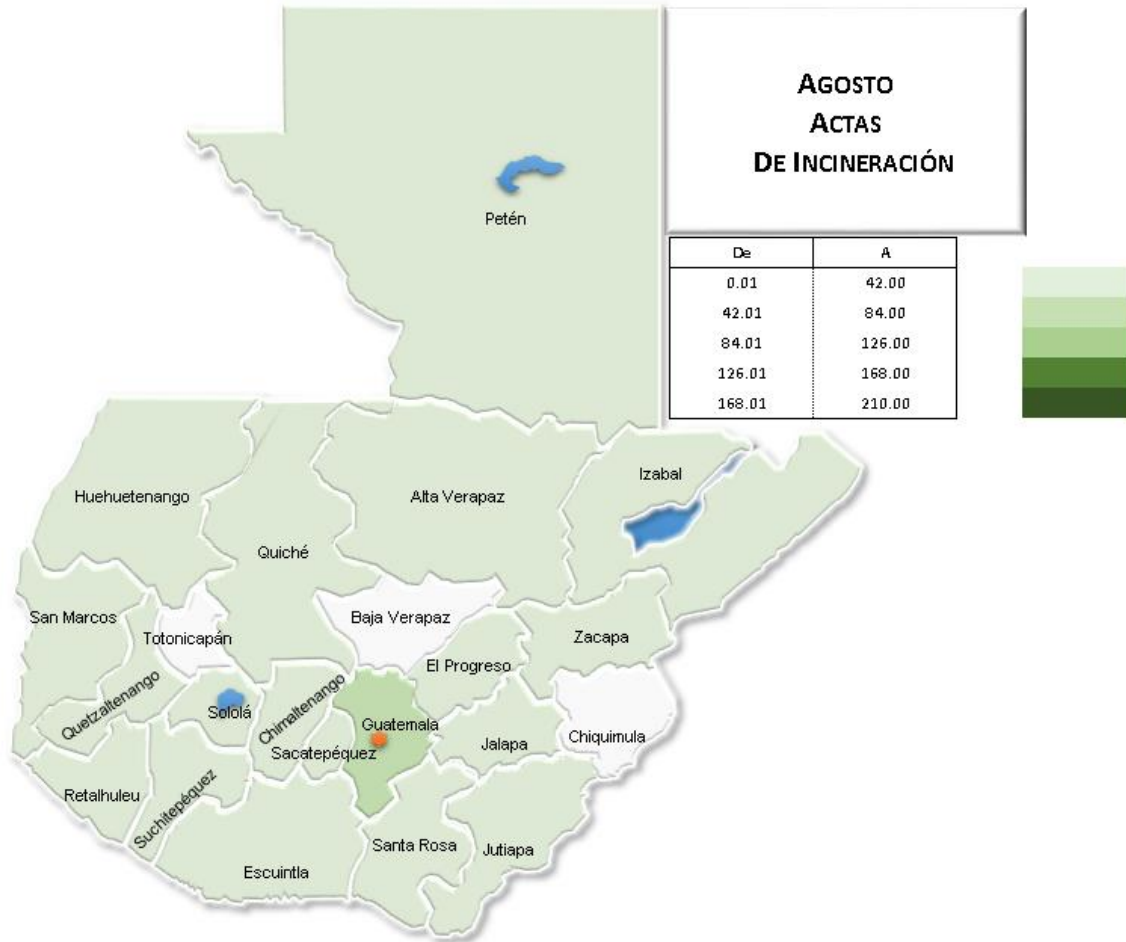 AGOSTO
ACTAS
DE INCINERACIÓN
De A
0.01 42.00
42.01 84.00
84.01 126.00
126.01 168.00
168.01 210.00
Petén
Izabal
Huehuetenango
Alta Verapaz
Quiché
San Marcos
Totonicapán
Baja Verapaz
Zacapa
El Progreso
Quetzaltenango
Sololá
Chimaltenango
Guatemala
Sacatepéquez
Jalapa
Chiquimula
Retalhuleu
Suchitepéquez
Santa Rosa
Jutiapa
Escuintla